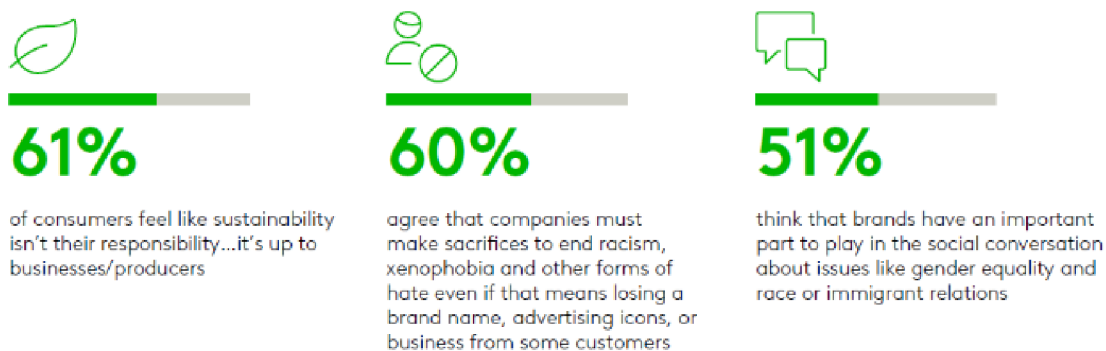 61%
of consumers feel like sustainability
isn't their responsibility...it's up to
businesses/producers
60%
agree that companies must
make sacrifices to end racism,
xenophobia and other forms of
hate even if that means losing a
brand name, advertising icons, or
business from some customers
51%
think that brands have an important
part to play in the social conversation
about issues like gender equality and
race or immigrant relations